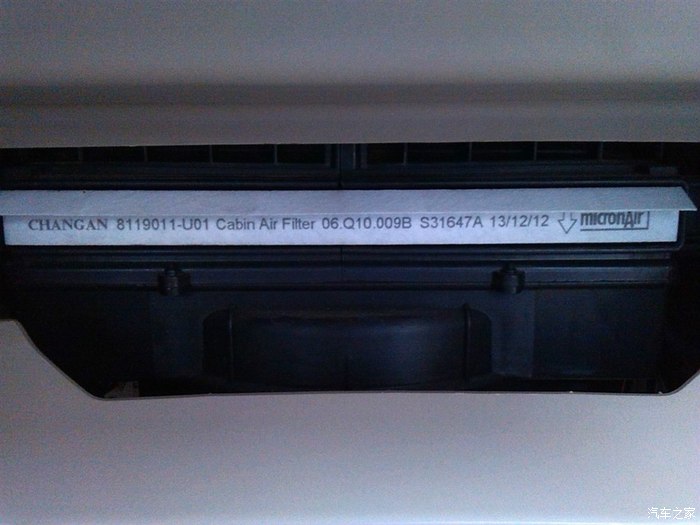 CHANGAN 8119011-U01 Cabin Air Filter 06.Q10.009B S31647A 13/12/12 micronAir
汽车之家